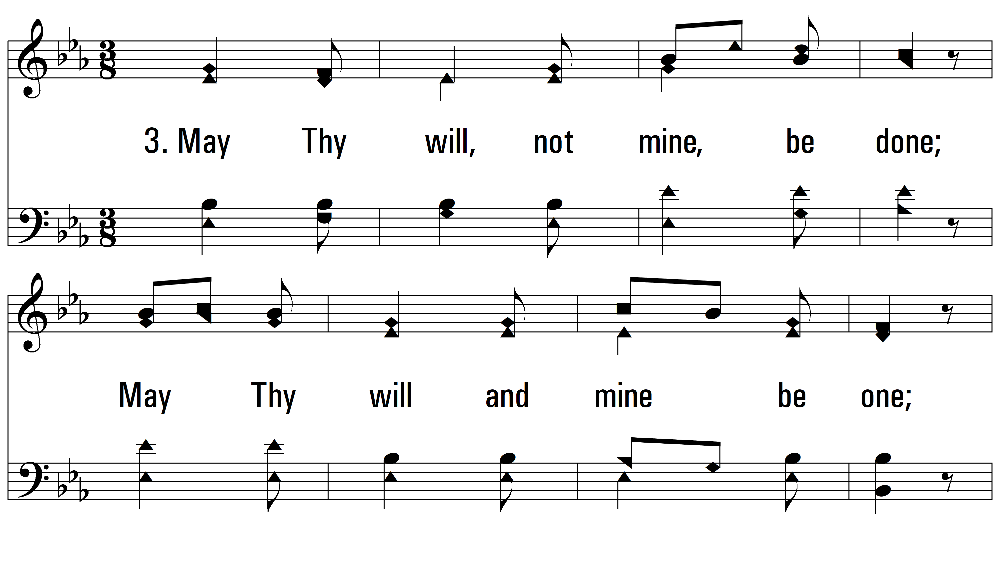 3. May Thy will, not mine, be done;
May Thy will and mine be one;